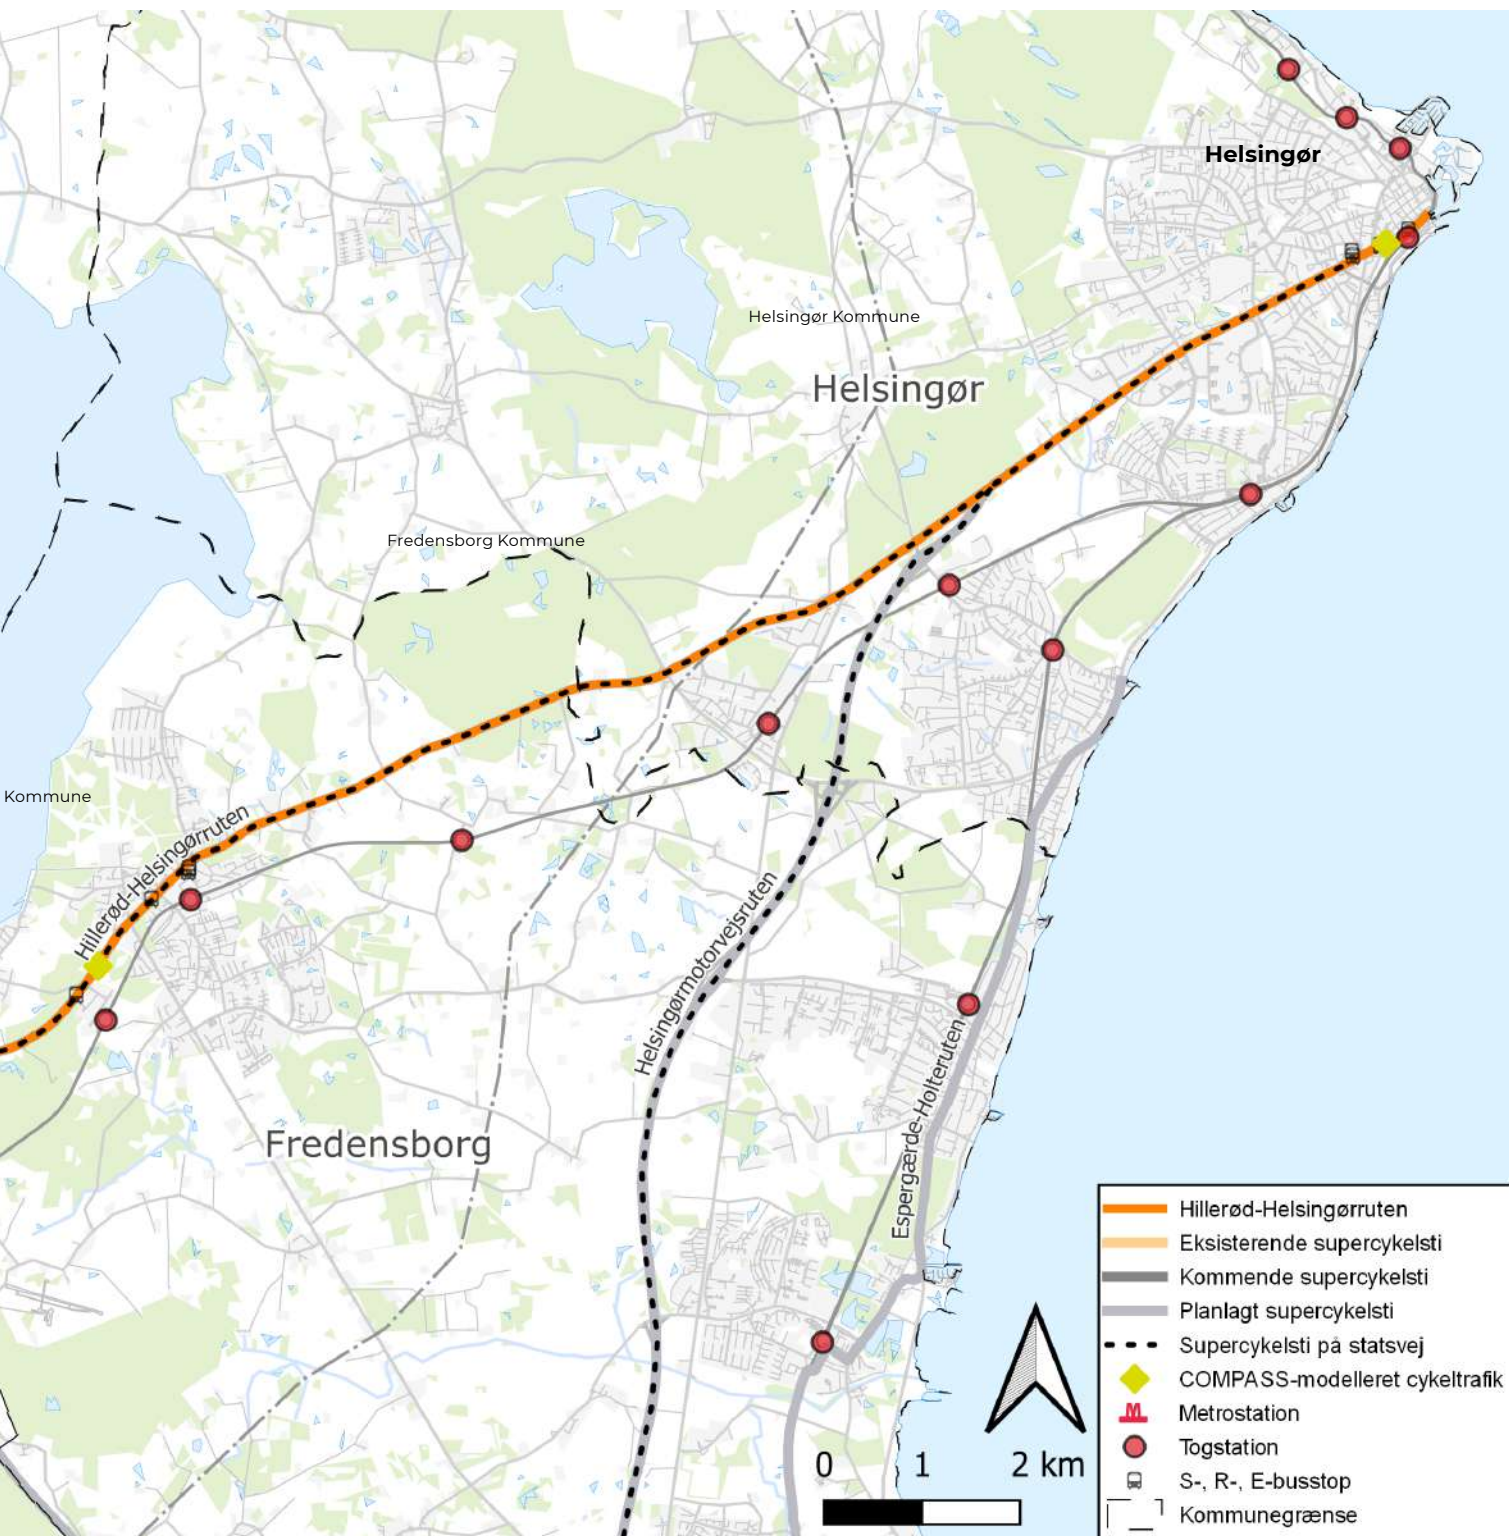 Helsingør
Helsingør Kommune
Helsingør
Fredensborg Kommune
Kommune
Hillerød-Helsingørruten
Helsingørmotorvejsruten
Espergærde-Holteruten
Fredensborg
0 1 2 km
Hillerød-Helsingørruten
Eksisterende supercykelsti
Kommende supercykelsti
Planlagt supercykelsti
Supercykelsti på statsvej
COMPASS-modelleret cykeltrafik
Metrostation
Togstation
S-, R-, E-busstop
Kommunegrænse